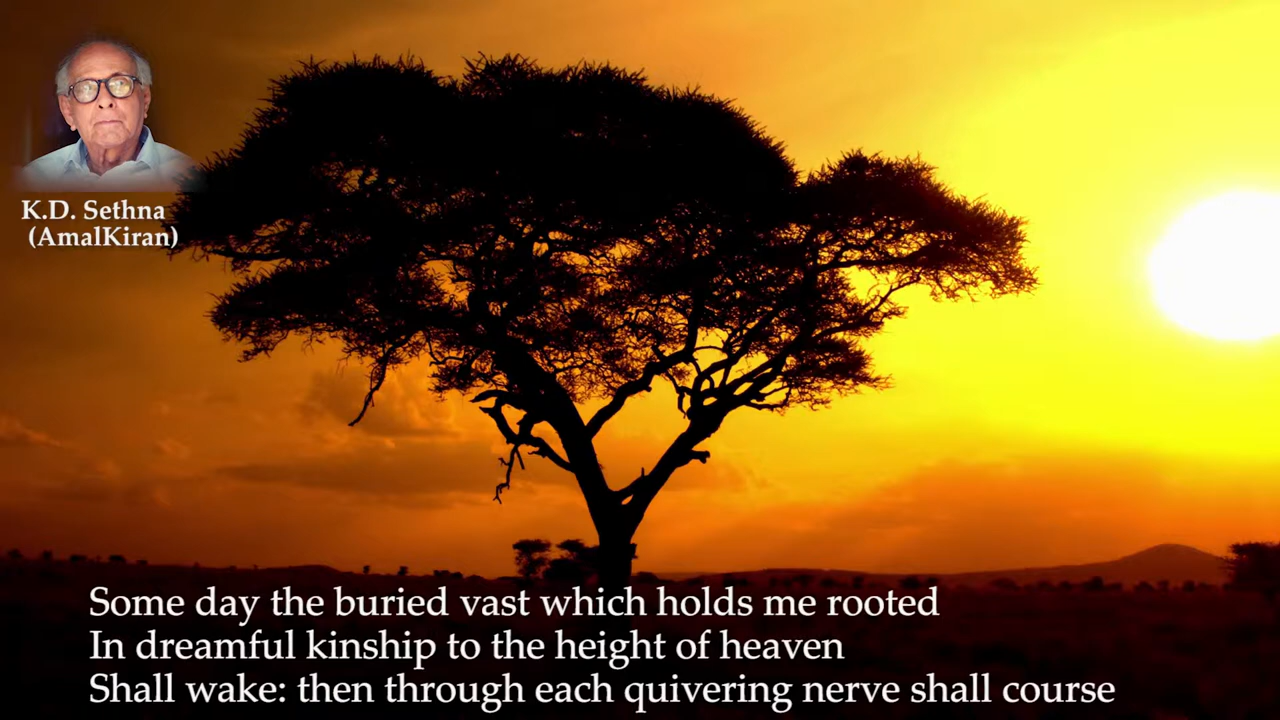 K.D. Sethna
(AmalKiran)
Some day the buried vast which holds me rooted
In dreamful kinship to the height of heaven
Shall wake: then through each quivering nerve shall course